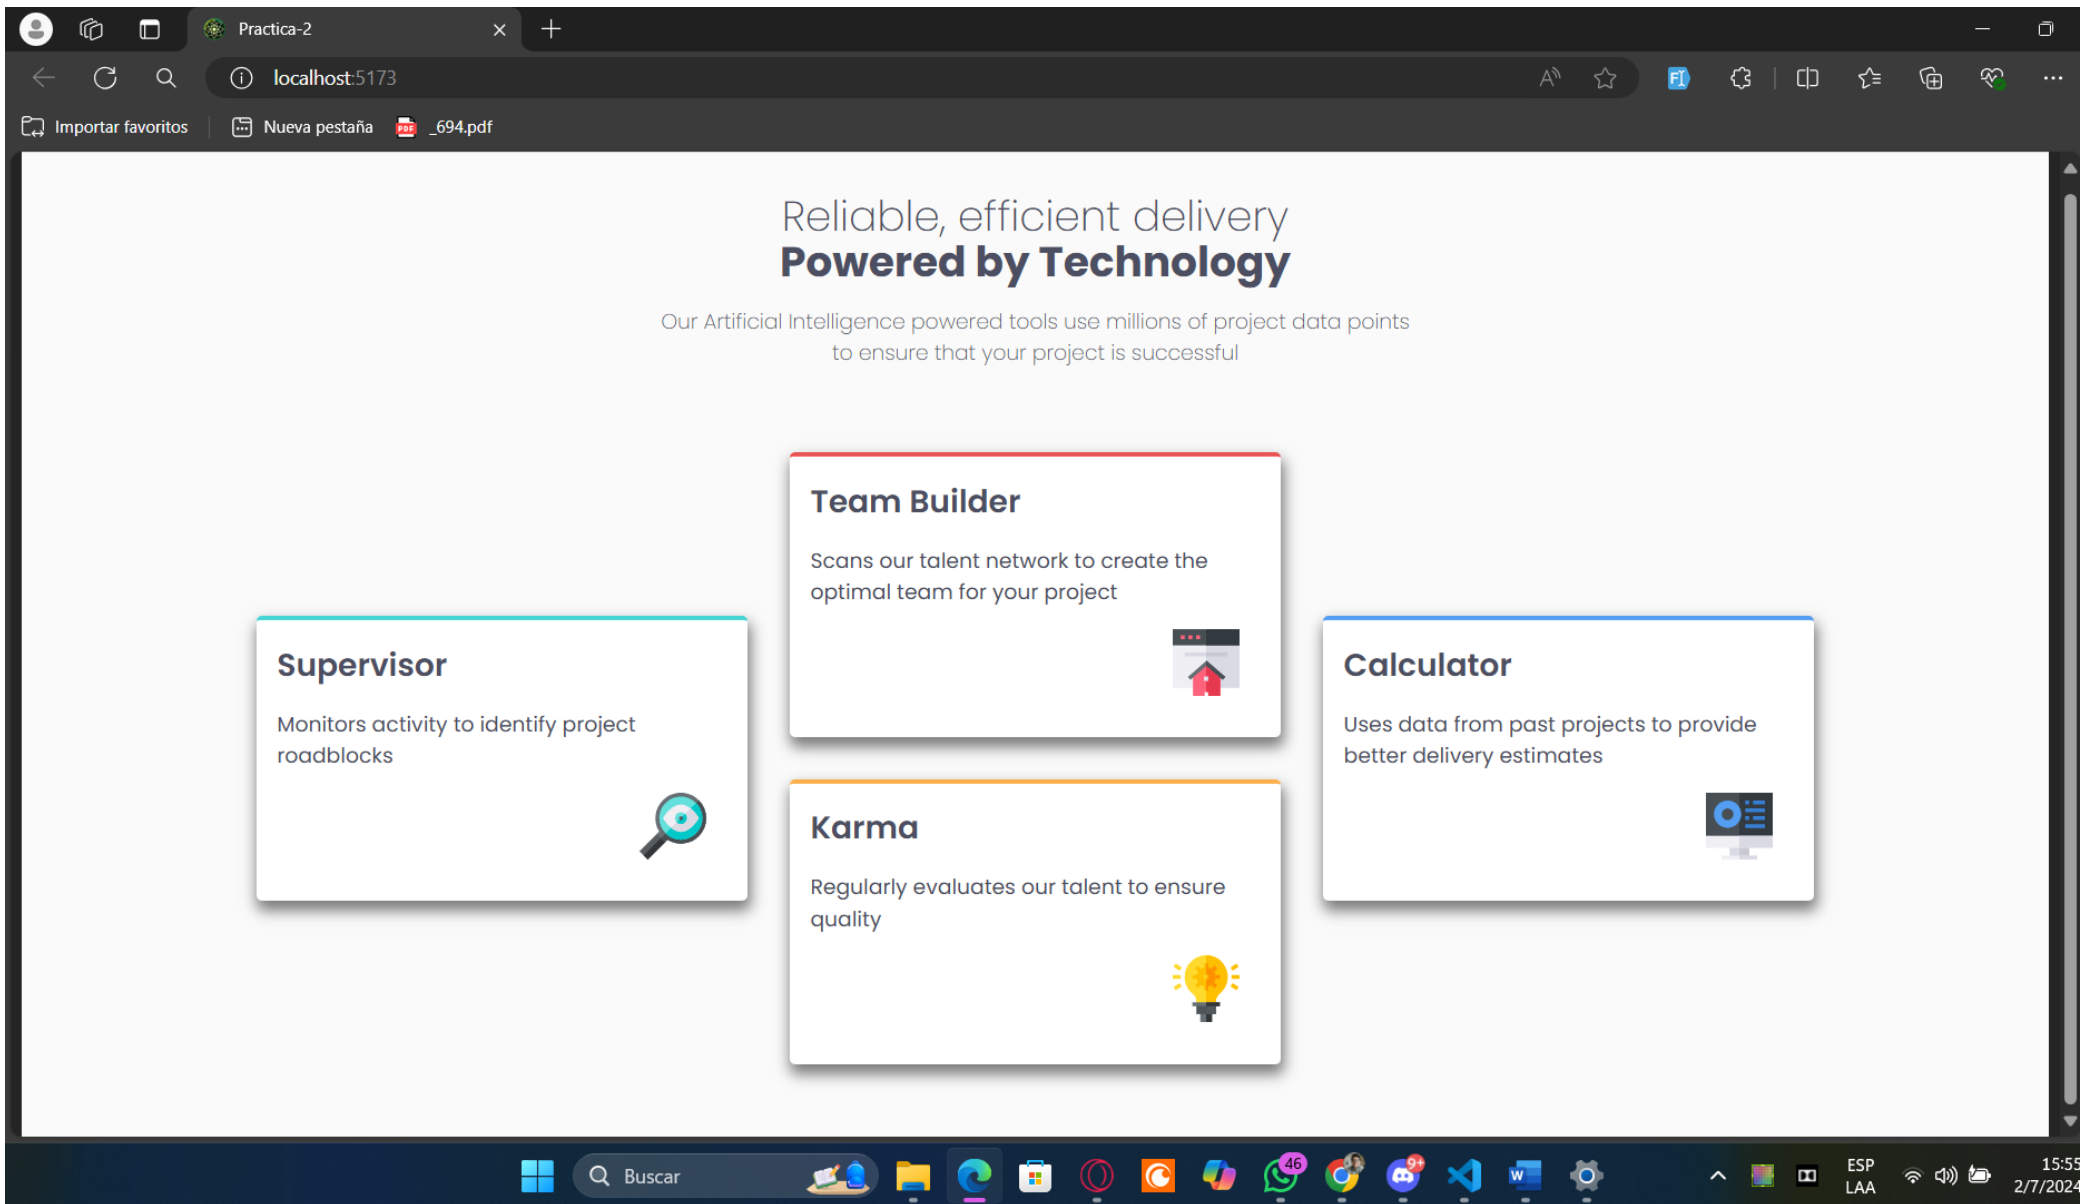 Practica-2
localhost:5173
Importar favoritos
Nueva pestaña
_694.pdf
Reliable, efficient delivery
Powered by Technology
Our Artificial Intelligence powered tools use millions of project data points
to ensure that your project is successful
Supervisor
Monitors activity to identify project
roadblocks
Team Builder
Scans our talent network to create the
optimal team for your project
Karma
Regularly evaluates our talent to ensure
quality
Calculator
Uses data from past projects to provide
better delivery estimates
Buscar
46
9+
ESP
LAA
15:55
2/7/2024